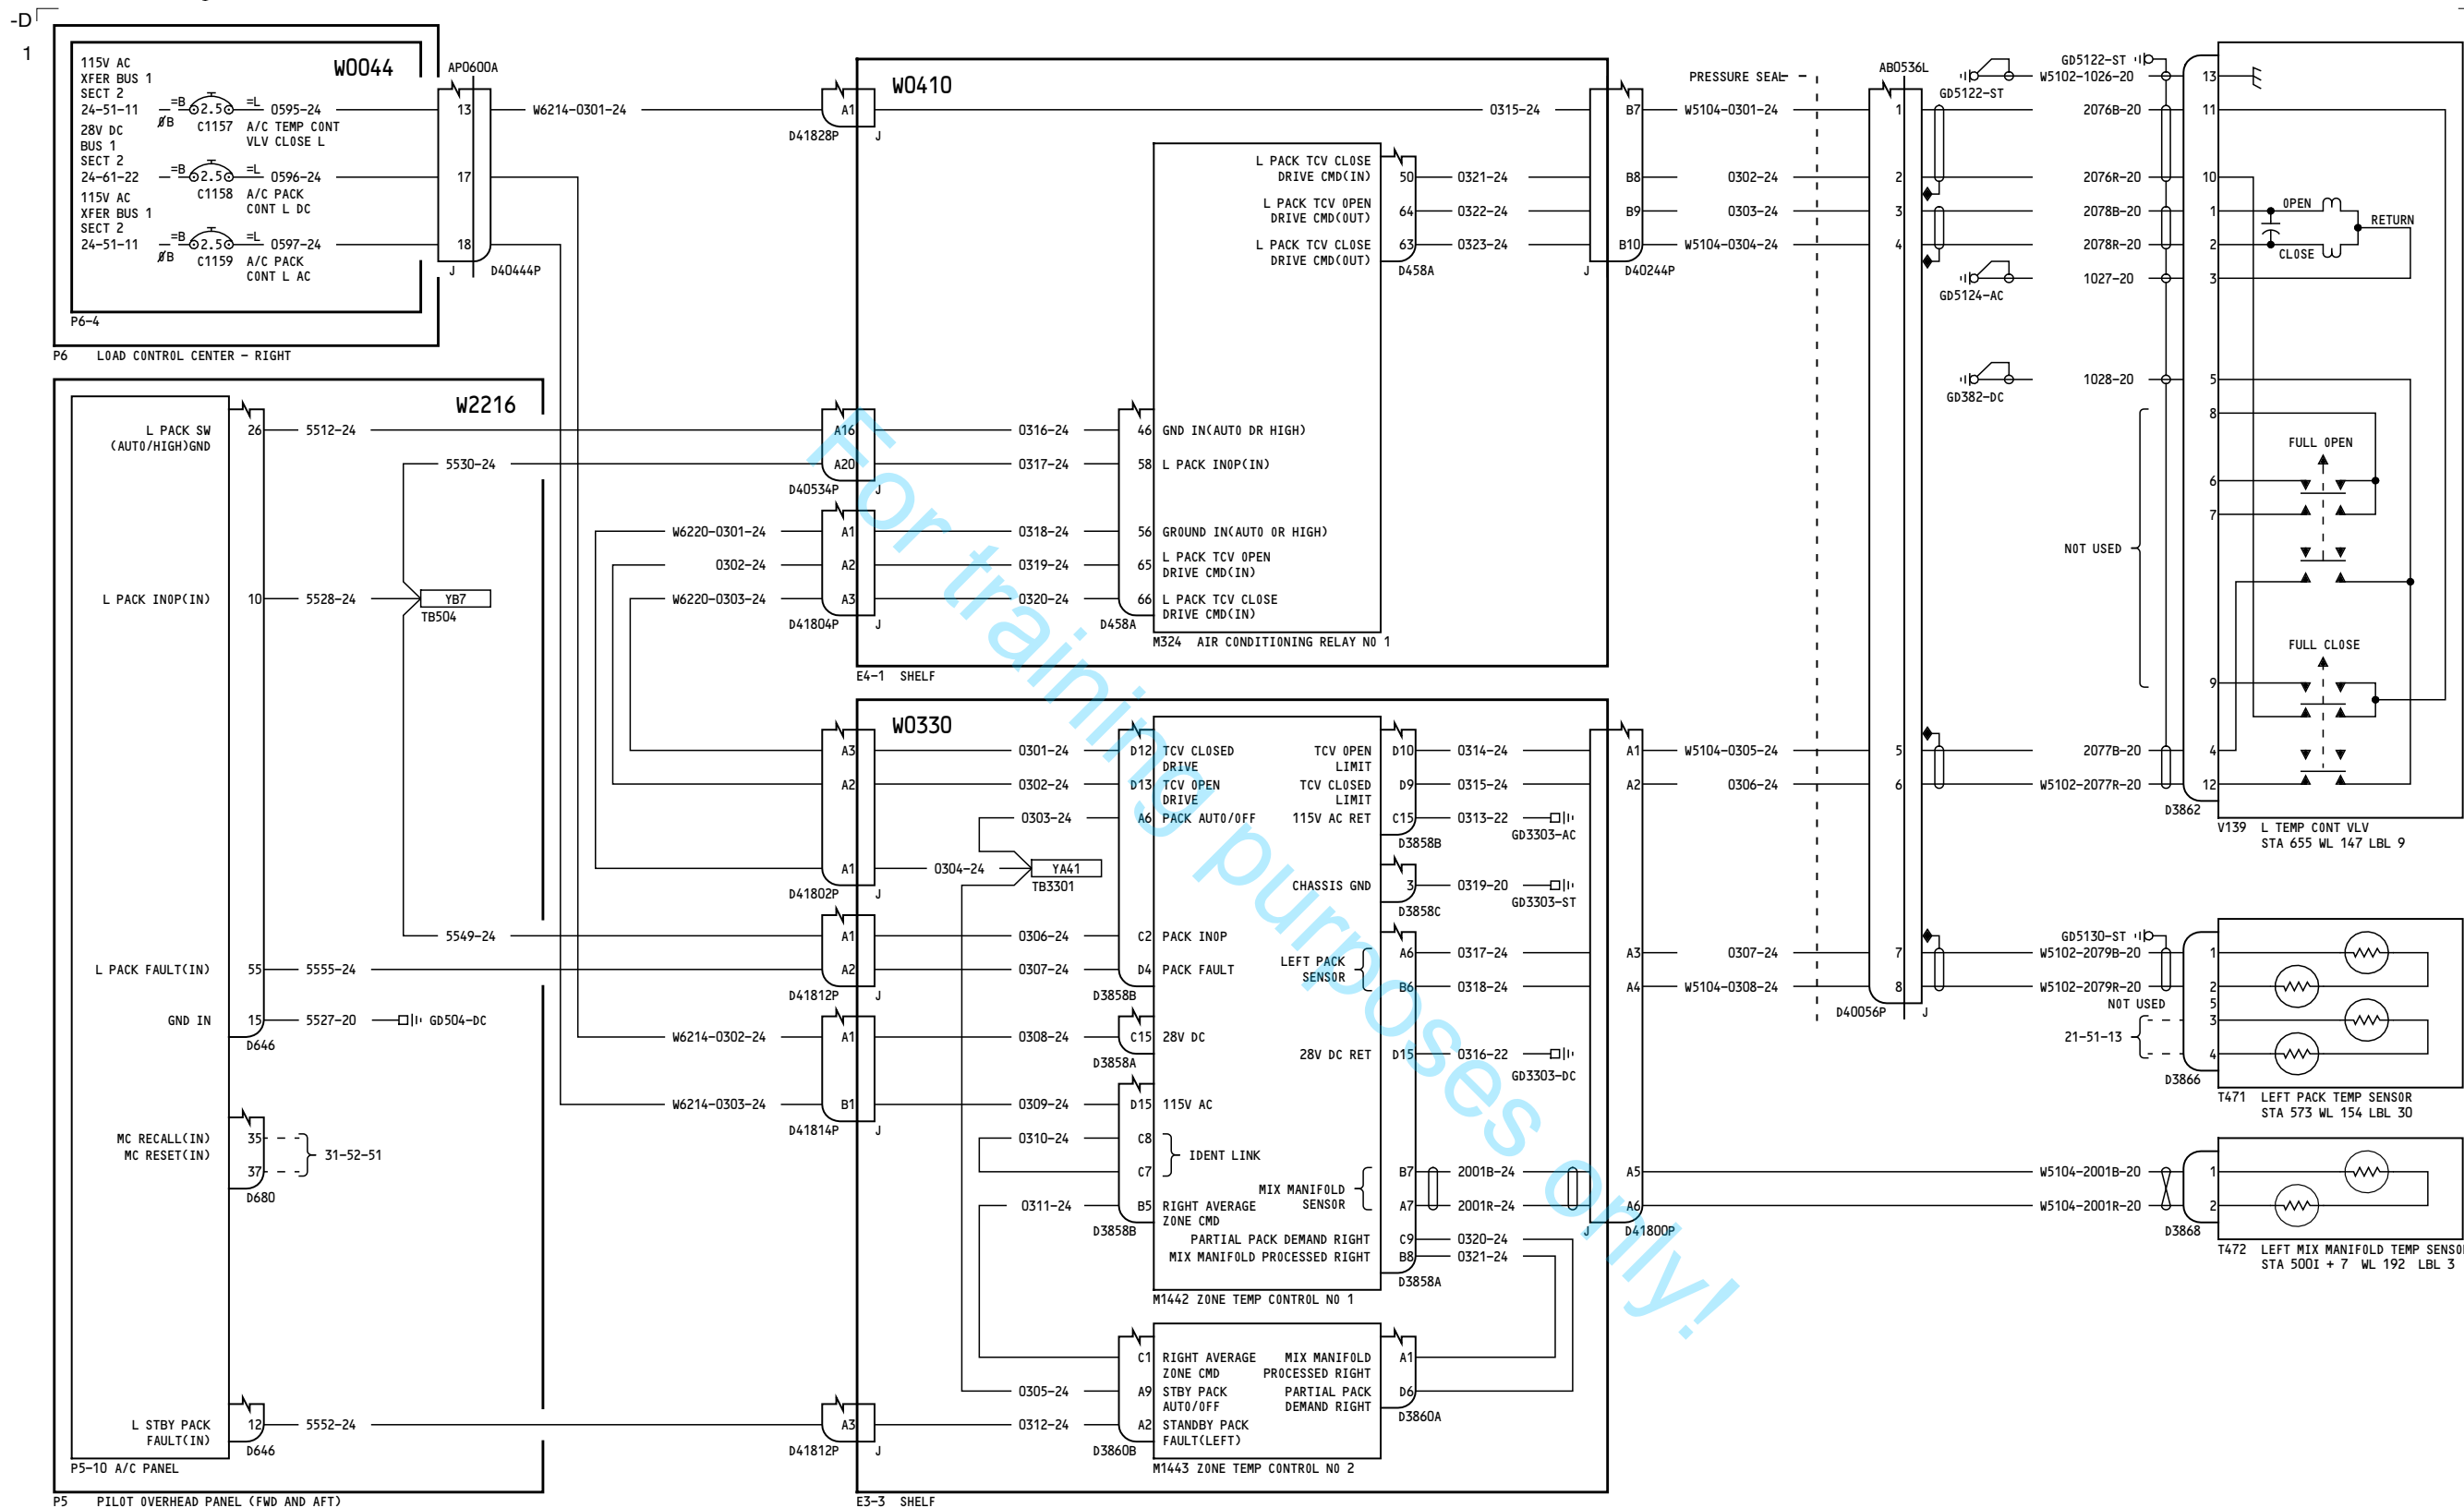 -D
1
115V AC
XFER BUS 1
SECT 2
24-51-11
=B
ØB
2.5
C1157
=L
0595-24
A/C TEMP CONT
VLV CLOSE L
28V DC
BUS 1
SECT 2
24-61-22
=B
2.5
C1158
=L
0596-24
A/C PACK
CONT L DC
115V AC
XFER BUS 1
SECT 2
24-51-11
=B
ØB
2.5
C1159
=L
0597-24
A/C PACK
CONT L AC
W0044
P6-4
P6 LOAD CONTROL CENTER - RIGHT
AP0600A
13
17
18
J
D40444P
W6214-0301-24
A1
D41828P
J
W0410
0315-24
L PACK TCV CLOSE
DRIVE CMD(IN)
50
0321-24
L PACK TCV OPEN
DRIVE CMD(OUT)
64
0322-24
L PACK TCV CLOSE
DRIVE CMD(OUT)
63
0323-24
D458A
B7
B8
B9
B10
J
D40244P
PRESSURE SEAL
W5104-0301-24
0302-24
0303-24
W5104-0304-24
AB0536L
1
2
3
4
GD5122-ST
GD5124-AC
GD382-DC
GD5122-ST
W5102-1026-20
2076B-20
2076R-20
2078B-20
2078R-20
1027-20
1028-20
13
11
10
1
2
3
5
8
6
7
9
4
12
OPEN
RETURN
CLOSE
FULL OPEN
NOT USED
FULL CLOSE
2077B-20
W5102-2077R-20
D3862
V139 L TEMP CONT VLV
STA 655 WL 147 LBL 9
W2216
L PACK SW
(AUTO/HIGH)GND
26
5512-24
5530-24
L PACK INOP(IN)
10
5528-24
YB7
TB504
A16
A20
D40534P
J
W6220-0301-24
0302-24
W6220-0303-24
A1
A2
A3
D41804P
J
0316-24
0317-24
0318-24
0319-24
0320-24
46 GND IN(AUTO DR HIGH)
58 L PACK INOP(IN)
56 GROUND IN(AUTO OR HIGH)
65 L PACK TCV OPEN
DRIVE CMD(IN)
66 L PACK TCV CLOSE
DRIVE CMD(IN)
D458A
M324 AIR CONDITIONING RELAY NO 1
E4-1 SHELF
W0330
A3
A2
A1
D41802P
J
0301-24
0302-24
0303-24
0304-24
YA41
TB3301
D12 TCV CLOSED
DRIVE
D13 TCV OPEN
DRIVE
A6 PACK AUTO/OFF
TCV OPEN
LIMIT
D10
0314-24
TCV CLOSED
LIMIT
D9
0315-24
115V AC RET
C15
0313-22
GD3303-AC
D3858B
CHASSIS GND
3
0319-20
GD3303-ST
D3858C
A1
A2
W5104-0305-24
0306-24
5
6
5549-24
L PACK FAULT(IN)
55
5555-24
GND IN
15
5527-20
GD504-DC
D646
A1
A2
D41812P
J
0306-24
0307-24
C2 PACK INOP
D4 PACK FAULT
D3858B
LEFT PACK
SENSOR
A6
B6
0317-24
0318-24
A3
A4
0307-24
W5104-0308-24
7
8
D40056P
J
GD5130-ST
W5102-2079B-20
W5102-2079R-20
NOT USED
21-51-13
1
2
5
3
4
D3866
T471 LEFT PACK TEMP SENSOR
STA 573 WL 154 LBL 30
W6214-0302-24
A1
0308-24
C15 28V DC
D3858A
28V DC RET
D15
0316-22
GD3303-DC
W6214-0303-24
B1
D41814P
J
0309-24
D15 115V AC
0310-24
C8
C7
IDENT LINK
0311-24
B5 RIGHT AVERAGE
ZONE CMD
D3858B
MIX MANIFOLD
SENSOR
B7
A7
2001B-24
2001R-24
A5
A6
J
D41800P
W5104-2001B-20
W5104-2001R-20
1
2
D3868
T472 LEFT MIX MANIFOLD TEMP SENSO
STA 500I + 7 WL 192 LBL 3
PARTIAL PACK DEMAND RIGHT
C9
0320-24
MIX MANIFOLD PROCESSED RIGHT
B8
0321-24
D3858A
M1442 ZONE TEMP CONTROL NO 1
MC RECALL(IN)
MC RESET(IN)
35
37
31-52-51
D680
C1 RIGHT AVERAGE
ZONE CMD
0305-24
A9 STBY PACK
AUTO/OFF
A2 STANDBY PACK
FAULT(LEFT)
D3860B
MIX MANIFOLD
PROCESSED RIGHT
A1
PARTIAL PACK
DEMAND RIGHT
D6
D3860A
M1443 ZONE TEMP CONTROL NO 2
L STBY PACK
FAULT(IN)
12
5552-24
D646
A3
D41812P
J
0312-24
P5-10 A/C PANEL
P5 PILOT OVERHEAD PANEL (FWD AND AFT)
E3-3 SHELF
For training purposes only!